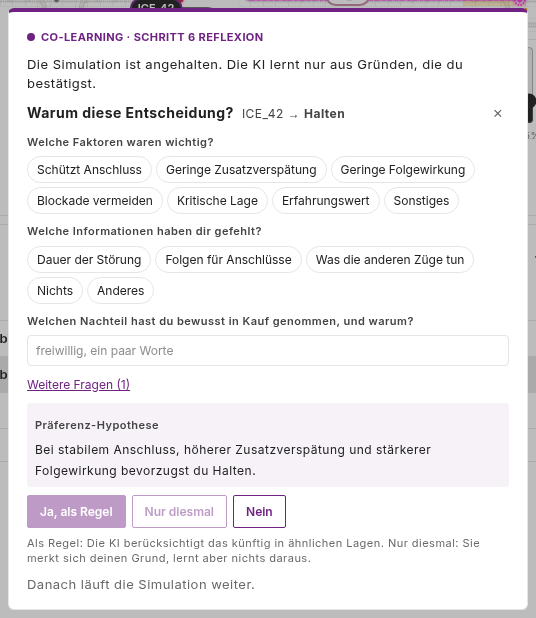 ICE_42
CO-LEARNING · SCHRITT 6 REFLEXION
Die Simulation ist angehalten. Die KI lernt nur aus Gründen, die du
bestätigst.
Warum diese Entscheidung? ICE_42 → Halten ×
Welche Faktoren waren wichtig?
Schützt Anschluss Geringe Zusatzverspätung Geringe Folgewirkung
Blockade vermeiden Kritische Lage Erfahrungswert Sonstiges
Welche Informationen haben dir gefehlt?
Dauer der Störung Folgen für Anschlüsse Was die anderen Züge tun
Nichts Anderes
Welchen Nachteil hast du bewusst in Kauf genommen, und warum?
freiwillig, ein paar Worte
Weitere Fragen (1)
Präferenz-Hypothese
Bei stabilem Anschluss, höherer Zusatzverspätung und stärkerer
Folgewirkung bevorzugst du Halten.
Ja, als Regel Nur diesmal Nein
Als Regel: Die KI berücksichtigt das künftig in ähnlichen Lagen. Nur diesmal: Sie
merkt sich deinen Grund, lernt aber nichts daraus.
Danach läuft die Simulation weiter.